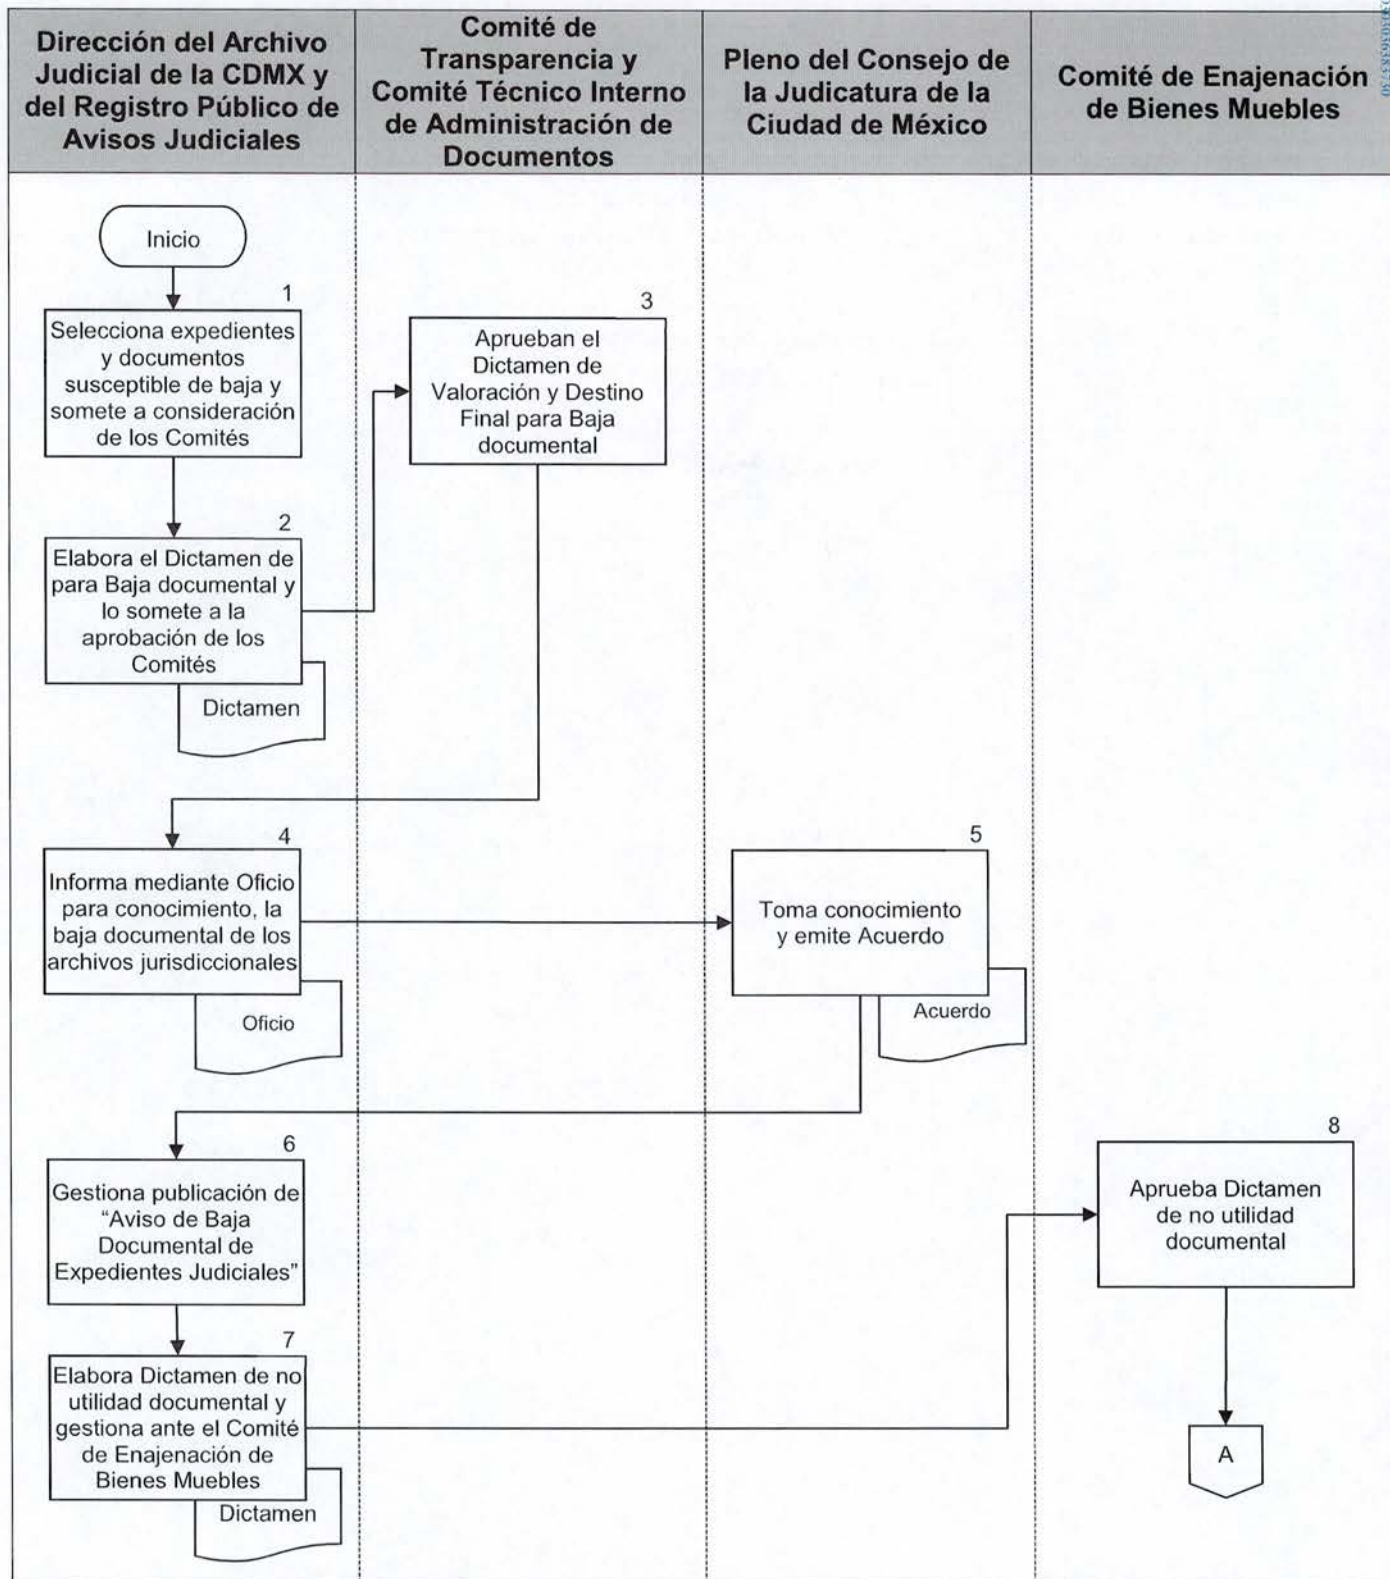 Dirección del Archivo
Judicial de la CDMX y
del Registro Público de
Avisos Judiciales
Comité de
Transparencia y
Comité Técnico Interno
de Administración de
Documentos
Pleno del Consejo de
la Judicatura de la
Ciudad de México
Comité de Enajenación
de Bienes Muebles
Inicio
1
Selecciona expedientes
y documentos
susceptible de baja y
somete a consideración
de los Comités
2
Elabora el Dictamen de
para Baja documental y
lo somete a la
aprobación de los
Comités
Dictamen
3
Aprueban el
Dictamen de
Valoración y Destino
Final para Baja
documental
4
Informa mediante Oficio
para conocimiento, la
baja documental de los
archivos jurisdiccionales
Oficio
5
Toma conocimiento
y emite Acuerdo
Acuerdo
6
Gestiona publicación de
“Aviso de Baja
Documental de
Expedientes Judiciales”
7
Elabora Dictamen de no
utilidad documental y
gestiona ante el Comité
de Enajenación de
Bienes Muebles
Dictamen
8
Aprueba Dictamen
de no utilidad
documental
A